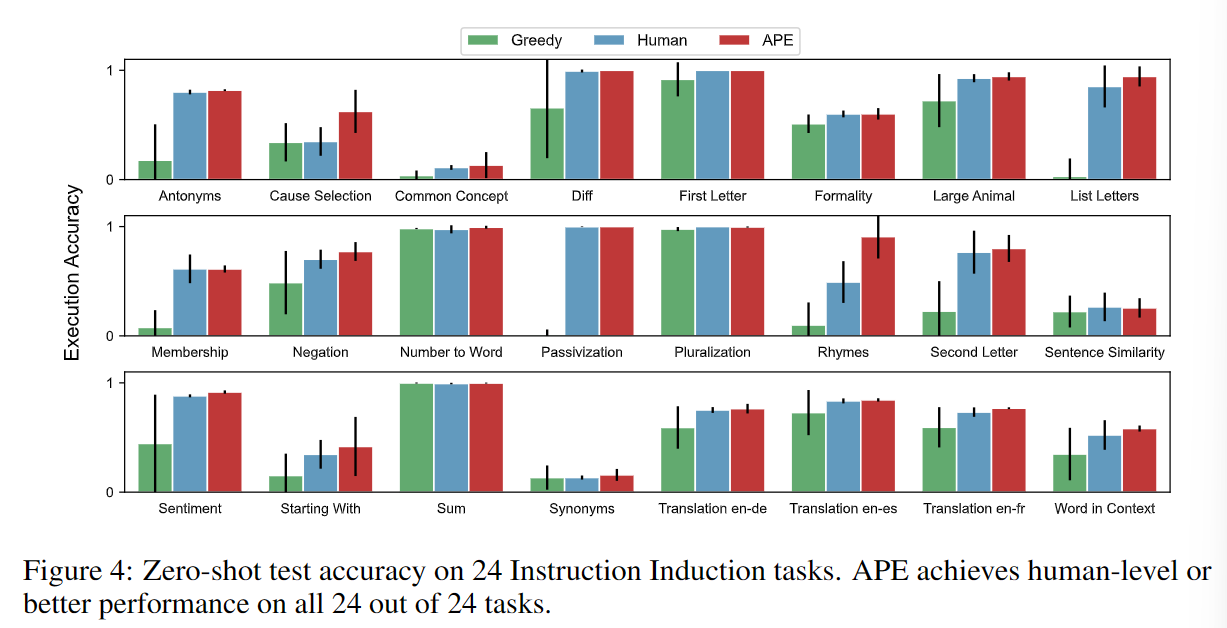 Greedy Human APE
1
0
Antonyms Cause Selection Common Concept Diff First Letter Formality Large Animal List Letters
Execution Accuracy
1
0
Membership Negation Number to Word Passivization Pluralization Rhymes Second Letter Sentence Similarity
1
0
Sentiment Starting With Sum Synonyms Translation en-de Translation en-es Translation en-fr Word in Context
Figure 4: Zero-shot test accuracy on 24 Instruction Induction tasks. APE achieves human-level or
better performance on all 24 out of 24 tasks.